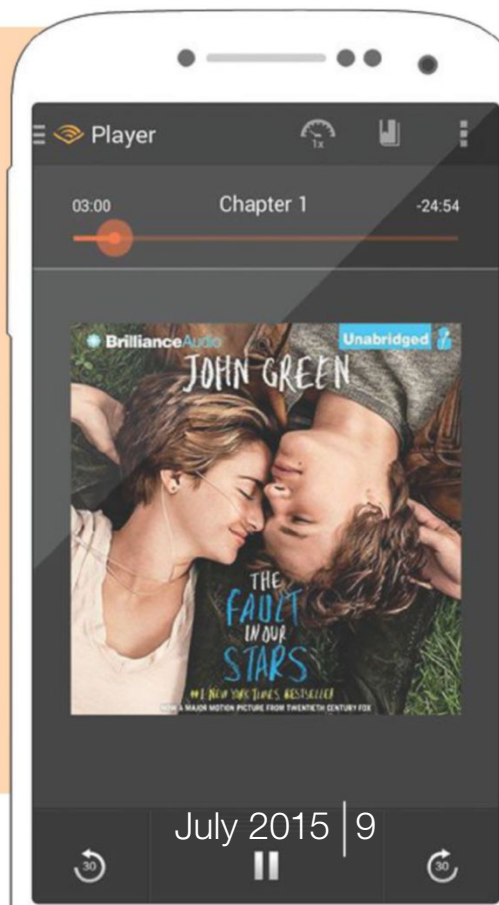 Player
1x
03:00 Chapter 1 -24:54
BrillianceAudio Unabridged
JOHN GREEN
THE
FAULT
IN OUR
STARS
#1 NEW YORK TIMES BESTSELLER
NOW A MAJOR MOTION PICTURE FROM TWENTIETH CENTURY FOX
July 2015 | 9
30 30